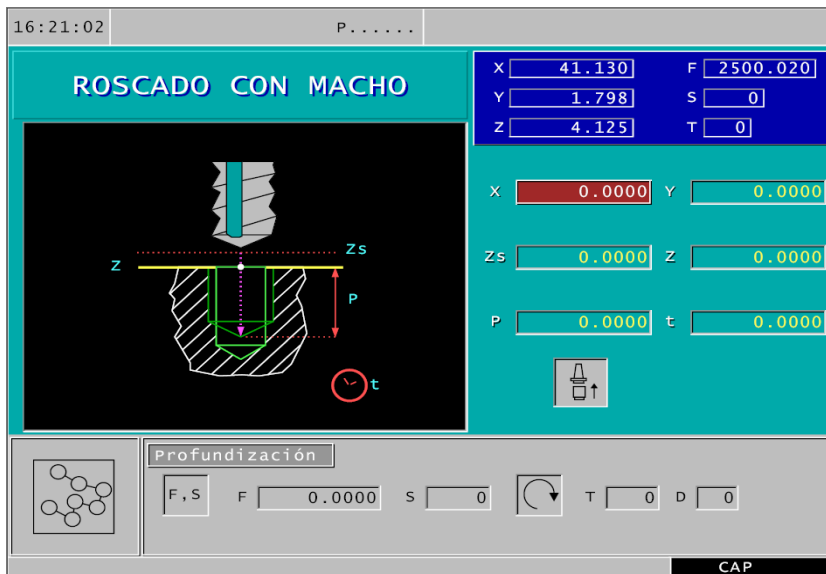 16:21:02 P......
ROSCADO CON MACHO
X 41.130 F 2500.020
Y 1.798 S 0
Z 4.125 T 0
Z Zs
P
t
X 0.0000 Y 0.0000
Zs 0.0000 Z 0.0000
P 0.0000 t 0.0000
Profundización
F,S F 0.0000 S 0 T 0 D 0
CAP